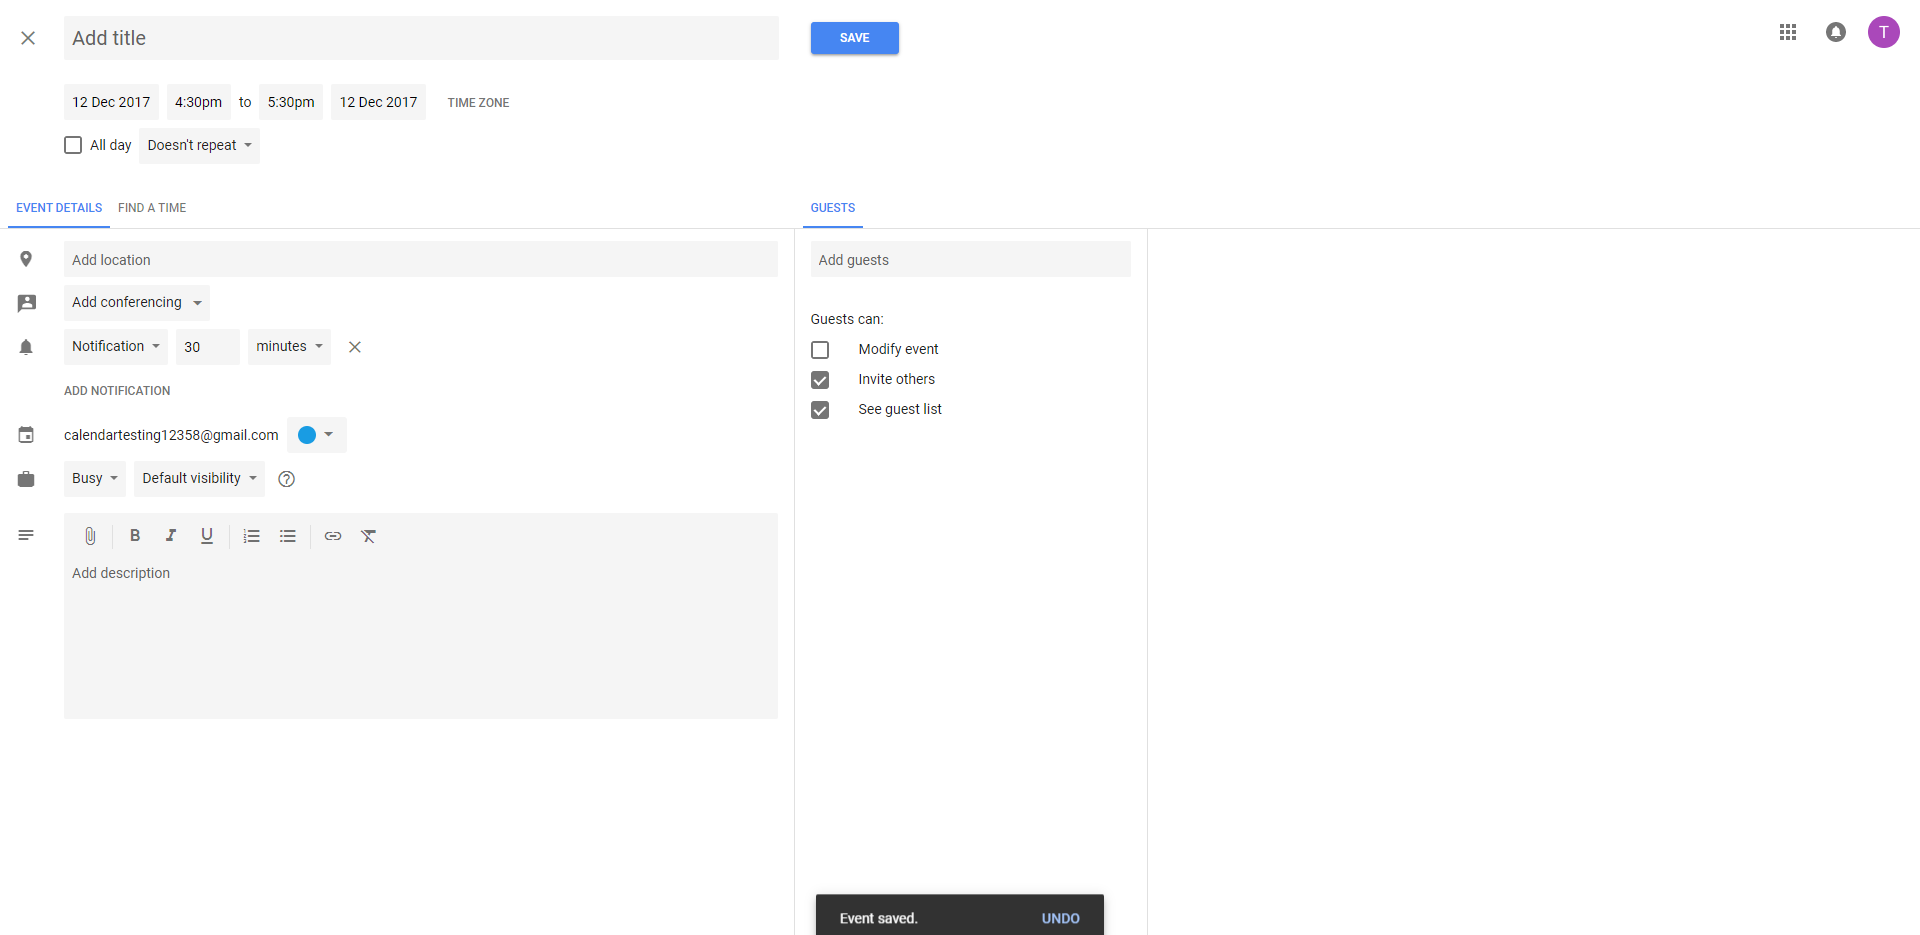 Add title
SAVE
T
12 Dec 2017 4:30pm to 5:30pm 12 Dec 2017 TIME ZONE
All day Doesn't repeat
EVENT DETAILS FIND A TIME
GUESTS
Add location
Add conferencing
Notification 30 minutes
ADD NOTIFICATION
calendartesting12358@gmail.com
Busy Default visibility ?
B I U
Add description
Add guests
Guests can:
Modify event
Invite others
See guest list
Event saved. UNDO